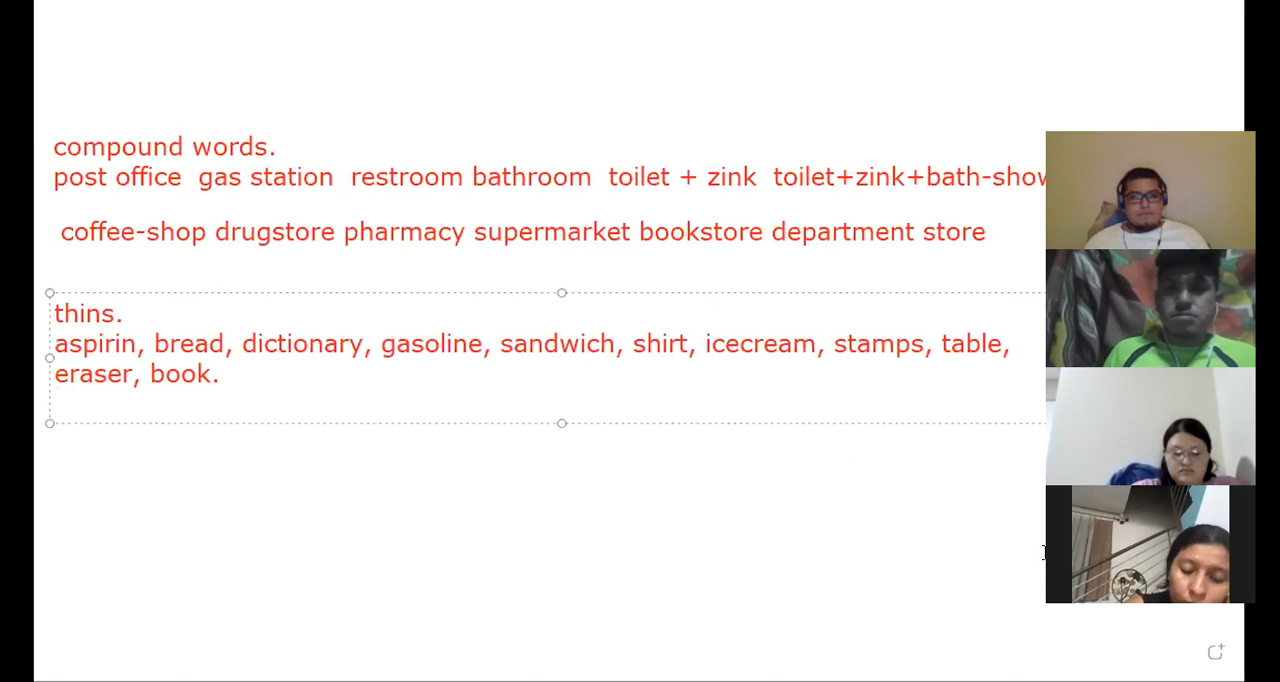 compound words.
post office gas station restroom bathroom toilet + zink toilet+zink+bath-show
coffee-shop drugstore pharmacy supermarket bookstore department store
thins.
aspirin, bread, dictionary, gasoline, sandwich, shirt, icecream, stamps, table,
eraser, book.